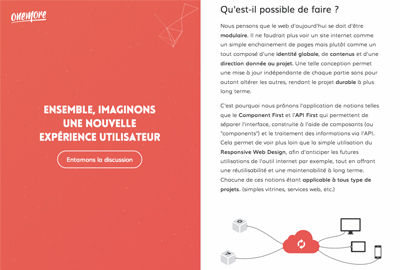 onemore
ENSEMBLE, IMAGINONS
UNE NOUVELLE
EXPÉRIENCE UTILISATEUR
Entamons la discussion
Qu'est-il possible de faire ?
Nous pensons que le web d'aujourd'hui se doit d'être
modulaire. Il ne faudrait plus voir un site internet comme
un simple enchainement de pages mais plutôt comme un
tout composé d'une identité globale, de contenus et d'une
direction donnée au projet. Une telle conception permet
une mise à jour indépendante de chaque partie sans pour
autant altérer les autres, rendant le projet durable à plus
long terme.
C'est pourquoi nous prônons l'application de notions telles
que le Component First et l'API First qui permettent de
séparer l'interface, construite à l'aide de composants (ou
"components") et le traitement des informations via l'API.
Cela permet de voir plus loin que la simple utilisation du
Responsive Web Design, afin d'anticiper les futures
utilisations de l'outil internet par exemple, tout en offrant
une réutilisabilité et une maintenabilité à long terme.
Chacune de ces notions étant applicable à tous type de
projets. (simples vitrines, services web, etc.)